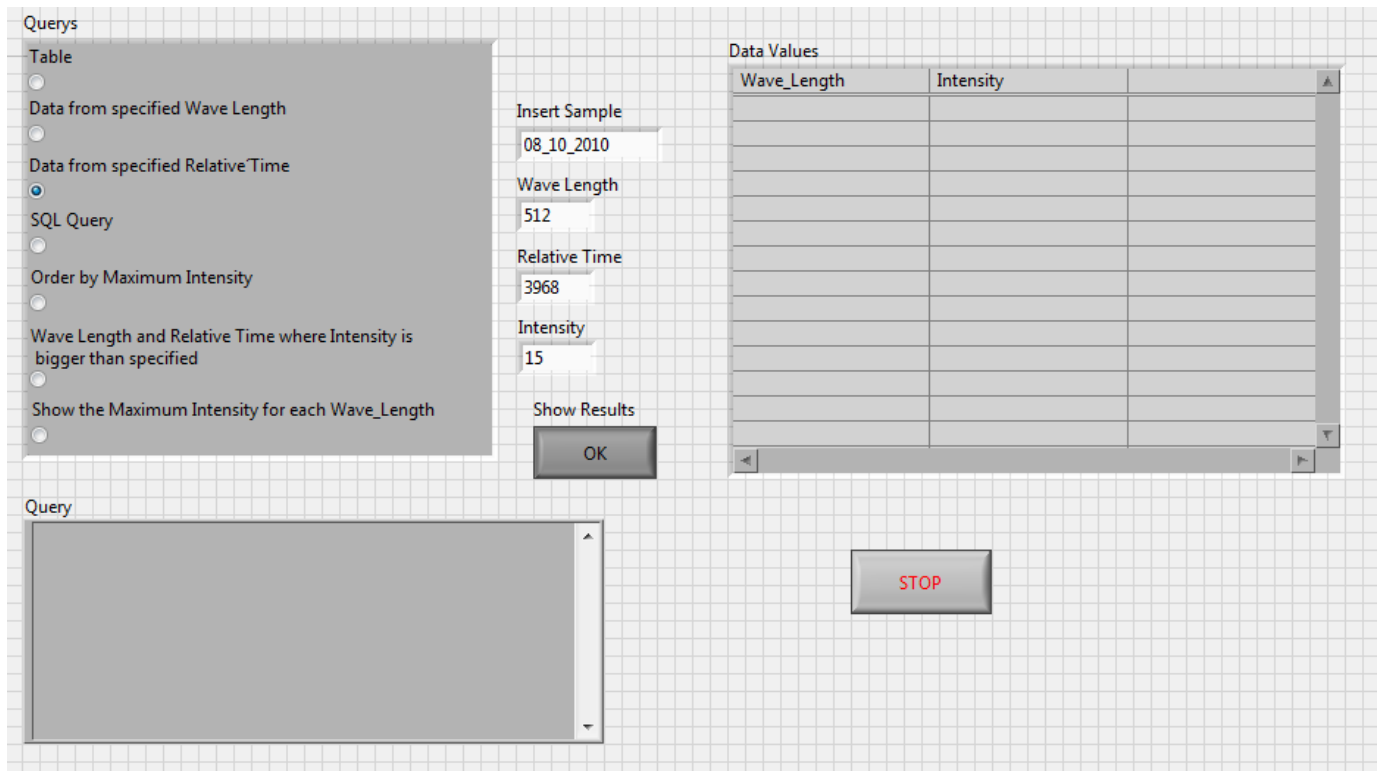 Querys
Table
Data from specified Wave Length
Data from specified Relative´Time
SQL Query
Order by Maximum Intensity
Wave Length and Relative Time where Intensity is
bigger than specified
Show the Maximum Intensity for each Wave_Length
Insert Sample
08_10_2010
Wave Length
512
Relative Time
3968
Intensity
15
Show Results
OK
Data Values
Wave_Length Intensity
Query
STOP